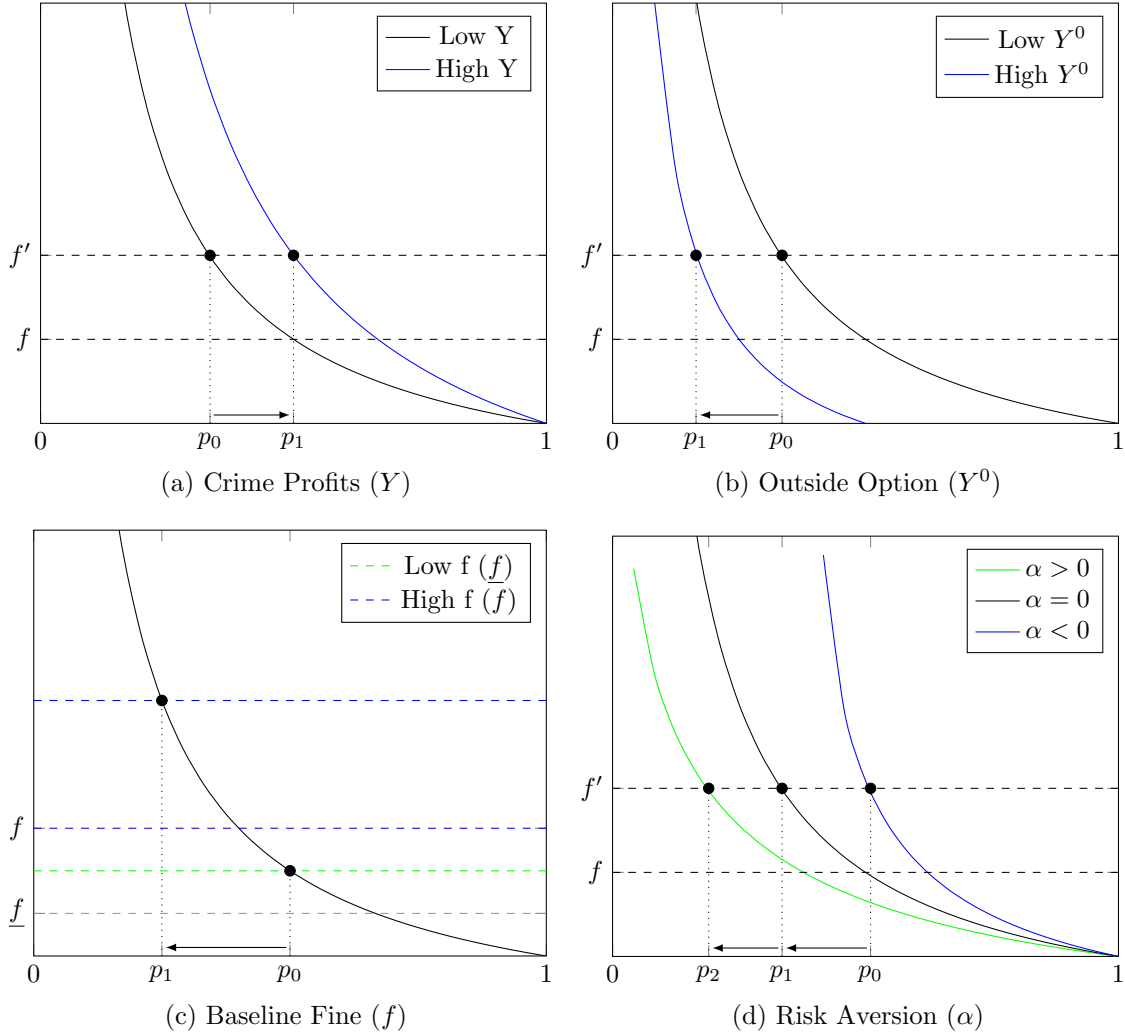 Low Y
High Y
f′
f
0
p₀
p₁
1
(a) Crime Profits (Y)
Low Y⁰
High Y⁰
f′
f
0
p₁
p₀
1
(b) Outside Option (Y⁰)
Low f (f̲)
High f (f̅)
f
f̲
0
p₁
p₀
1
(c) Baseline Fine (f)
α > 0
α = 0
α < 0
f′
f
0
p₂
p₁
p₀
1
(d) Risk Aversion (α)